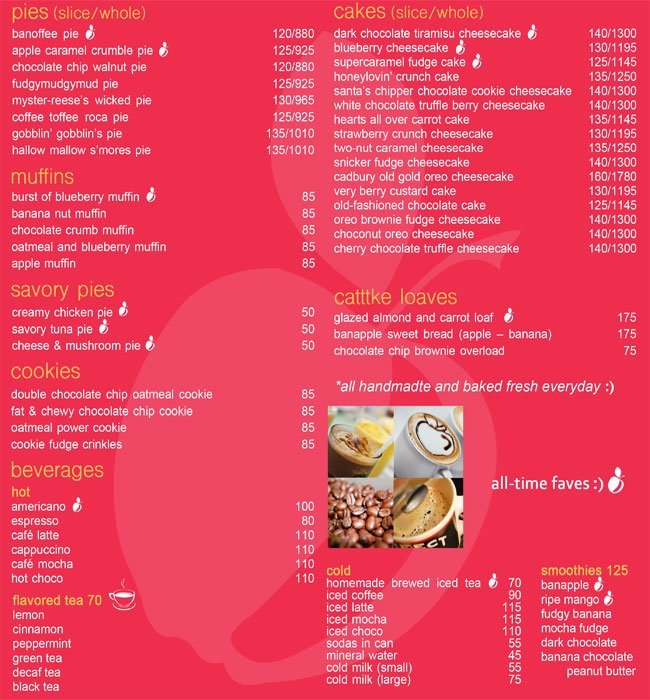 pies (slice/whole)
banoffee pie 120/880
apple caramel crumble pie 125/925
chocolate chip walnut pie 120/880
fudgymudgymud pie 125/925
myster-reese's wicked pie 130/965
coffee toffee roca pie 125/925
gobblin' gobblin's pie 135/1010
hallow mallow s'mores pie 135/1010
muffins
burst of blueberry muffin 85
banana nut muffin 85
chocolate crumb muffin 85
oatmeal and blueberry muffin 85
apple muffin 85
savory pies
creamy chicken pie 50
savory tuna pie 50
cheese & mushroom pie 50
cookies
double chocolate chip oatmeal cookie 85
fat & chewy chocolate chip cookie 85
oatmeal power cookie 85
cookie fudge crinkles 85
beverages
hot
americano 100
espresso 80
café latte 110
cappuccino 110
café mocha 110
hot choco 110
flavored tea 70
lemon
cinnamon
peppermint
green tea
decaf tea
black tea
cakes (slice/whole)
dark chocolate tiramisu cheesecake 140/1300
blueberry cheesecake 130/1195
supercaramel fudge cake 125/1145
honeylovin' crunch cake 135/1250
santa's chipper chocolate cookie cheesecake 140/1300
white chocolate truffle berry cheesecake 140/1300
hearts all over carrot cake 135/1145
strawberry crunch cheesecake 130/1195
two-nut caramel cheesecake 135/1250
snicker fudge cheesecake 140/1300
cadbury old gold oreo cheesecake 160/1780
very berry custard cake 130/1195
old-fashioned chocolate cake 125/1145
oreo brownie fudge cheesecake 140/1300
choconut oreo cheesecake 140/1300
cherry chocolate truffle cheesecake 140/1300
catttke loaves
glazed almond and carrot loaf 175
banapple sweet bread (apple – banana) 175
chocolate chip brownie overload 75
*all handmadte and baked fresh everyday :)
all-time faves :)
cold
homemade brewed iced tea 70
iced coffee 90
iced latte 115
iced mocha 115
iced choco 110
sodas in can 55
mineral water 45
cold milk (small) 55
cold milk (large) 75
smoothies 125
banapple
ripe mango
fudgy banana
mocha fudge
dark chocolate
banana chocolate
peanut butter